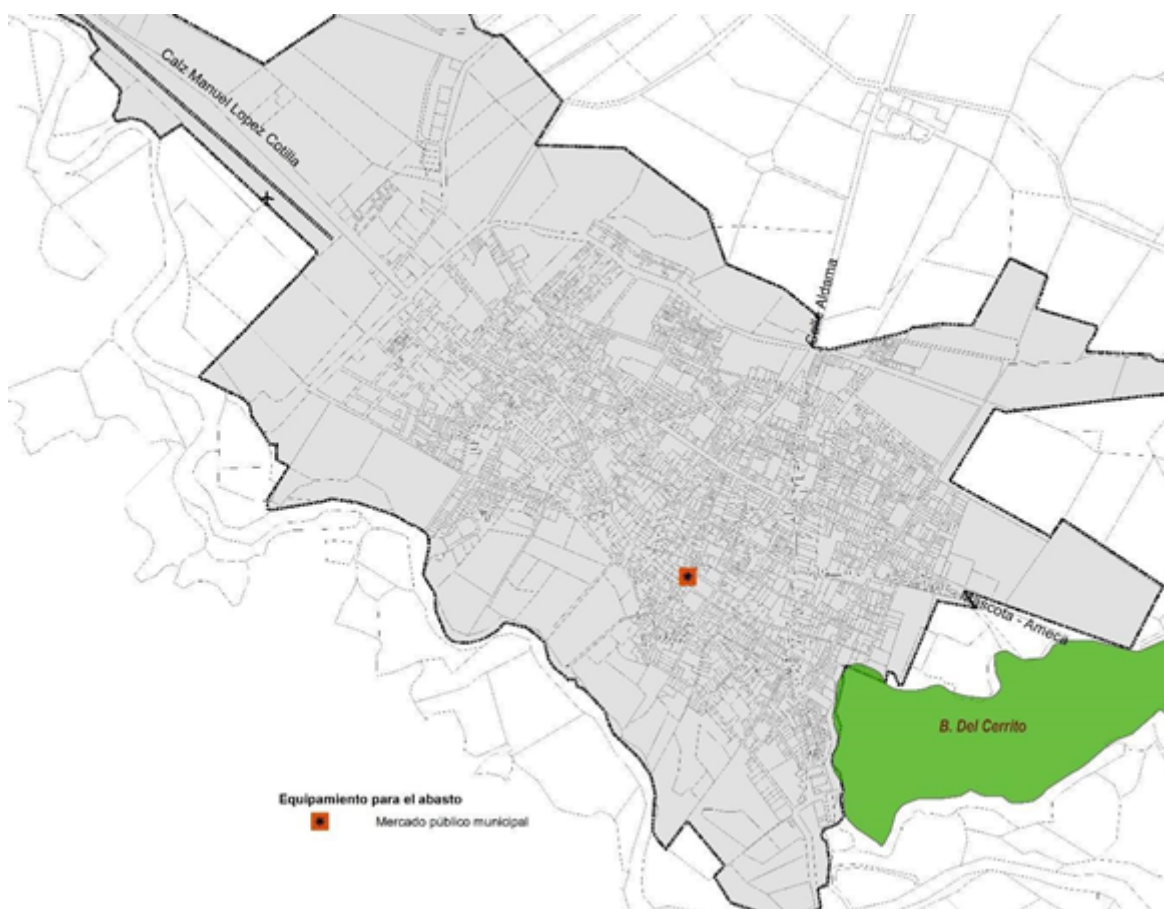 Calz Manuel Lopez Cotilla
Aldama
Mascota - Ameca
B. Del Cerrito
Equipamiento para el abasto
Mercado público municipal